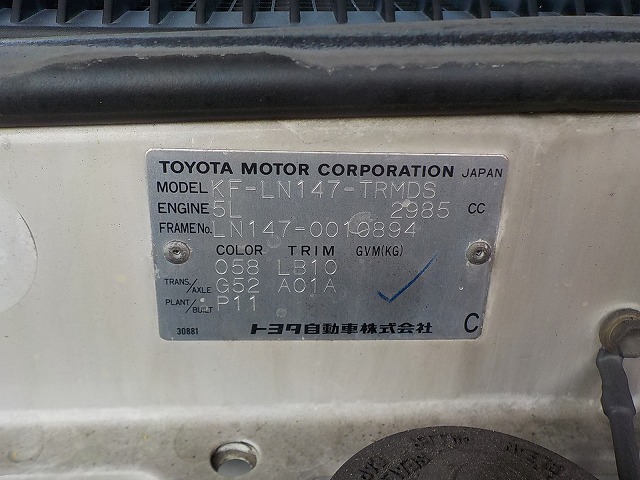 TOYOTA MOTOR CORPORATION JAPAN
MODEL KF-LN147-TRMDS
ENGINE 5L 2985 CC
FRAME No. LN147-0010894
COLOR TRIM GVM(KG)
058 LB10
TRANS./AXLE G52 A01A
PLANT/BUILT P11
30881 トヨタ自動車株式会社 C